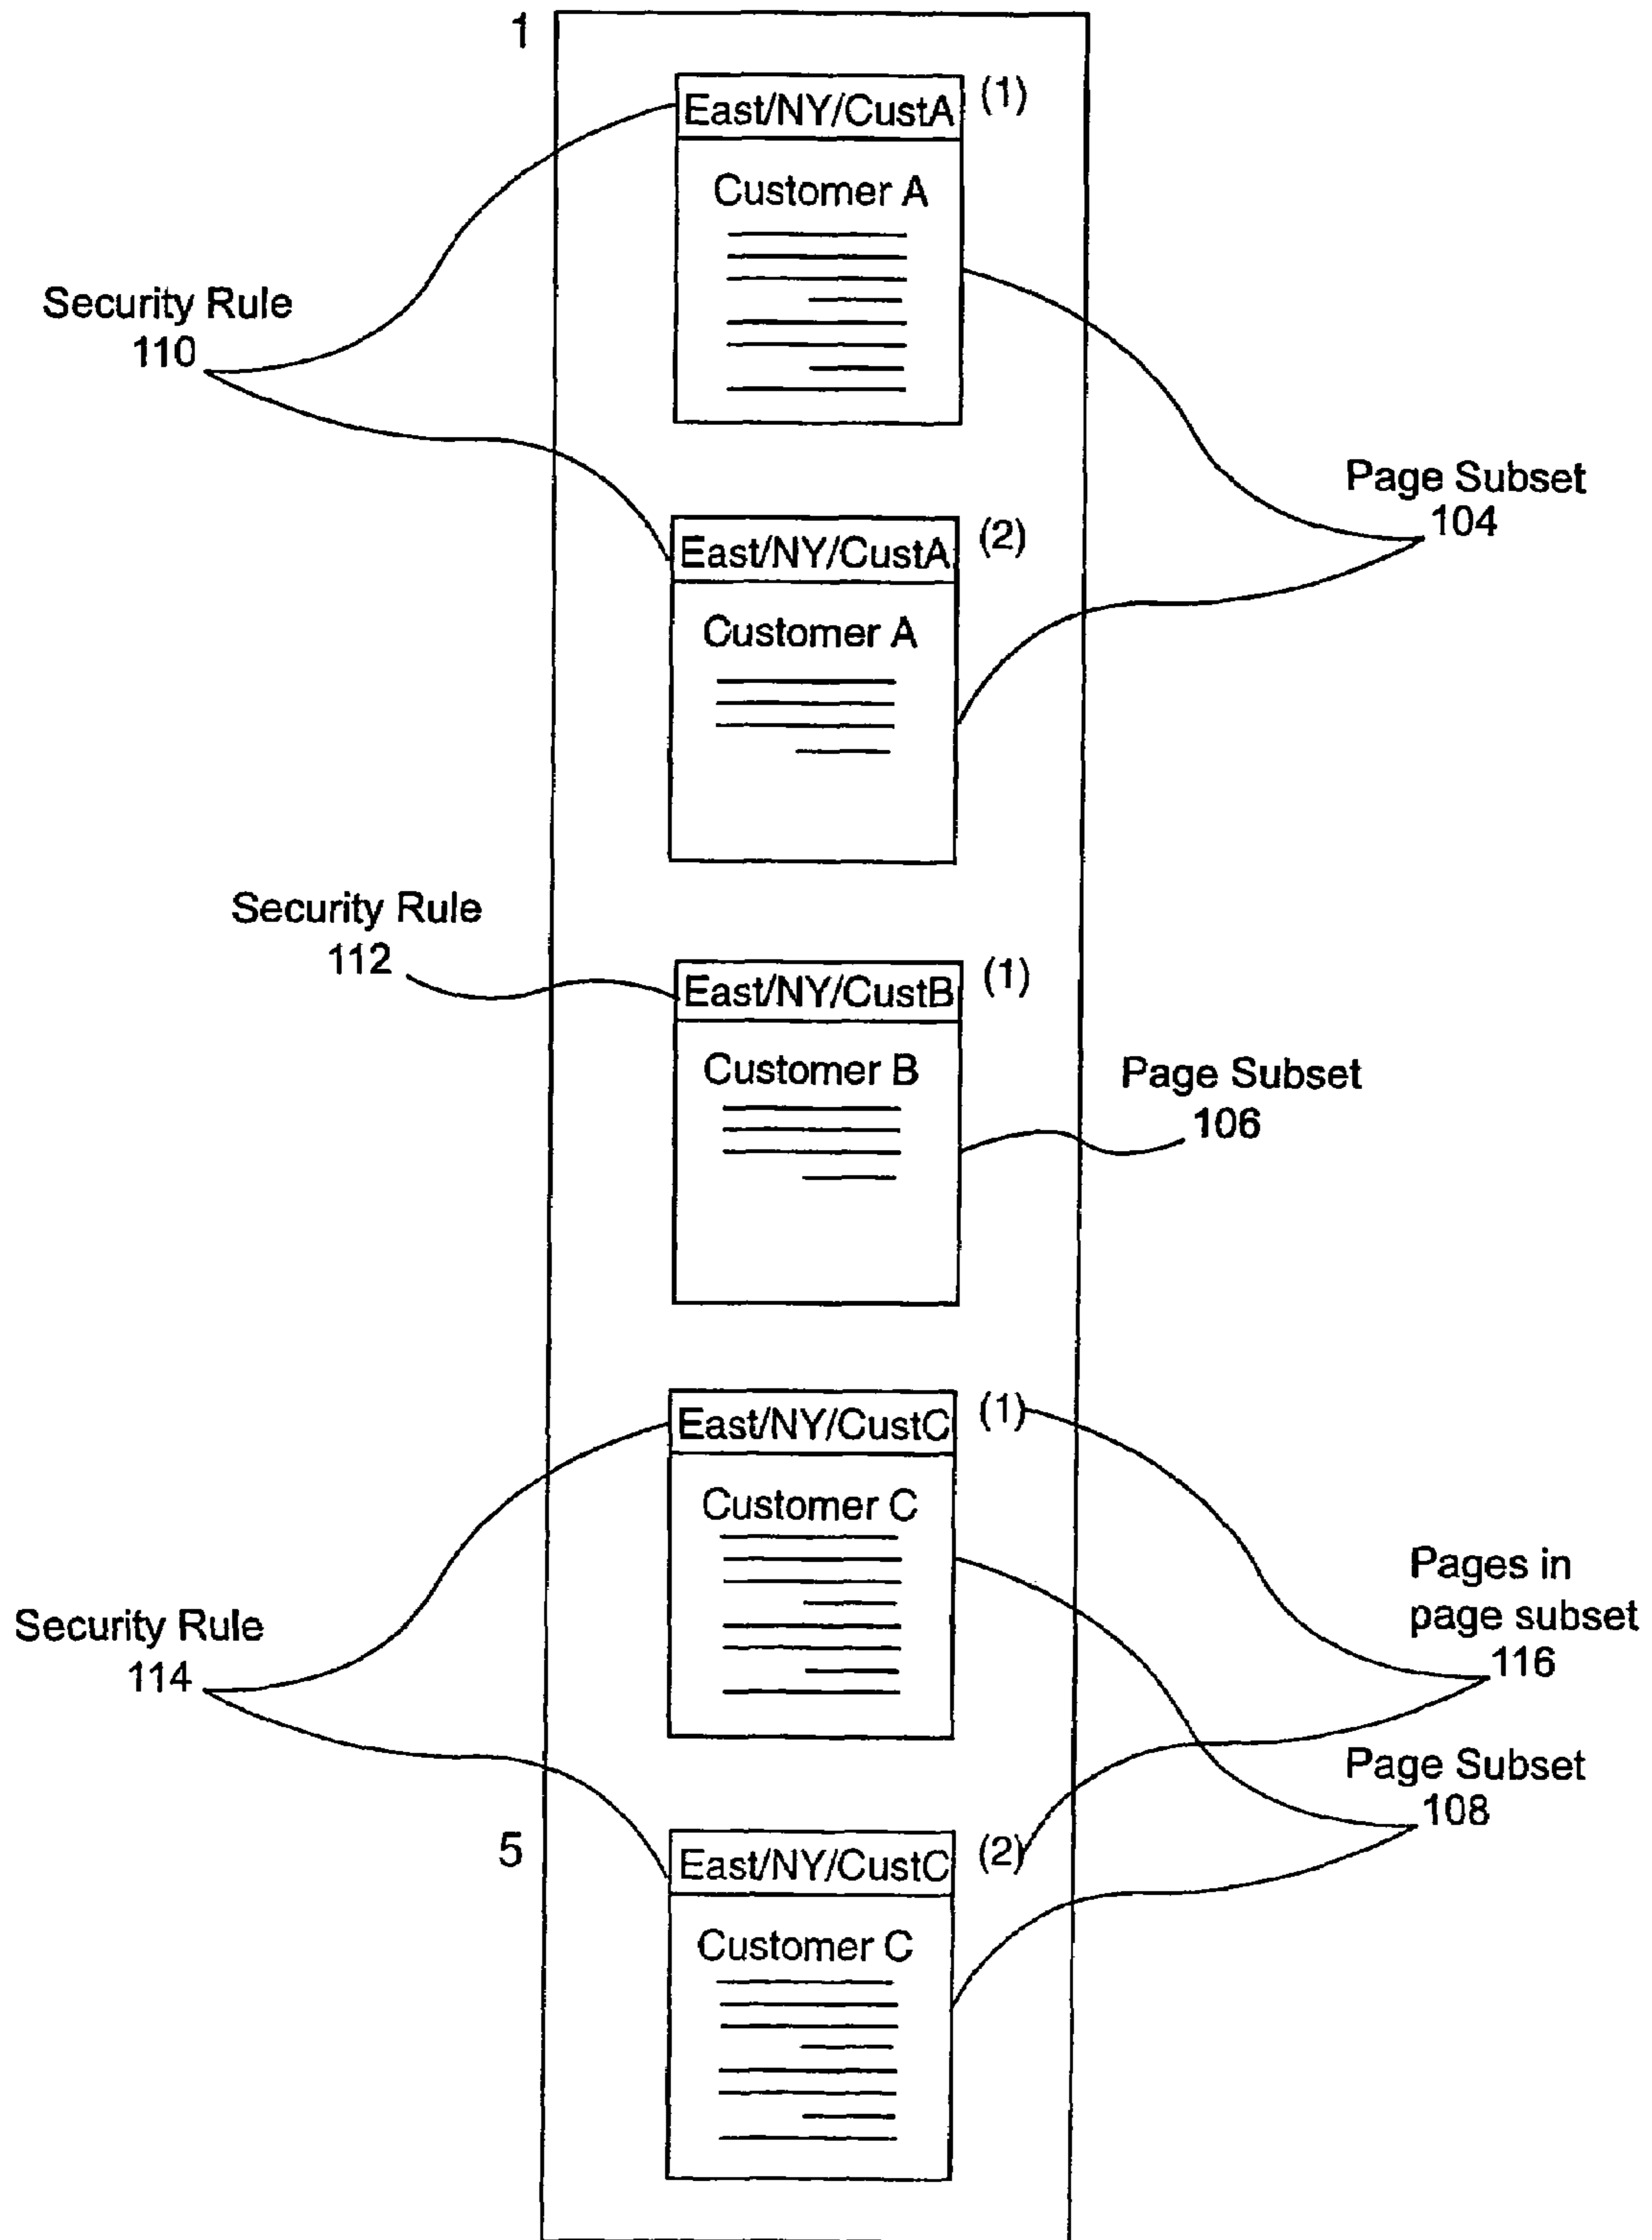 1
East/NY/CustA (1)
Customer A
Security Rule
110
Page Subset
104
East/NY/CustA (2)
Customer A
Security Rule
112
East/NY/CustB (1)
Customer B
Page Subset
106
East/NY/CustC (1)
Customer C
Pages in
page subset
116
Security Rule
114
Page Subset
108
5
East/NY/CustC (2)
Customer C